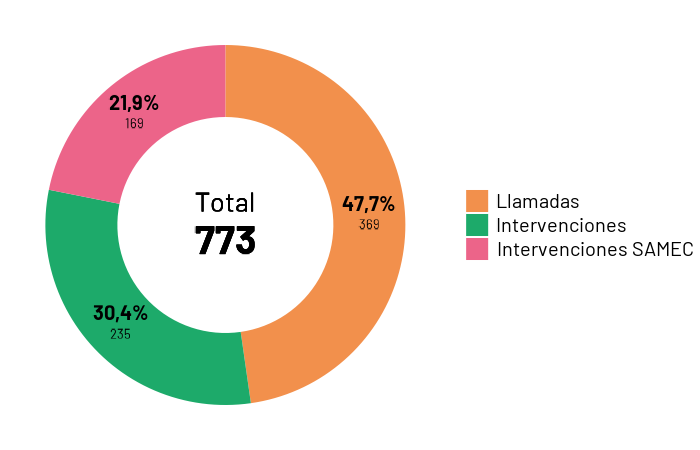 21,9%
169
47,7%
369
Total
773
30,4%
235
Llamadas
Intervenciones
Intervenciones SAMEC